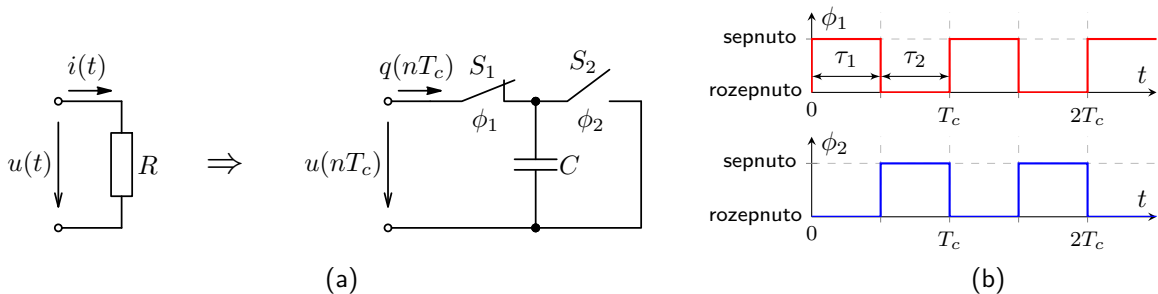 i(t)
u(t)
R
⇒
q(nT_c)
S_1
S_2
ϕ_1
ϕ_2
u(nT_c)
C
(a)
ϕ_1
sepnuto
τ_1
τ_2
t
rozepnuto
0
T_c
2T_c
ϕ_2
sepnuto
t
rozepnuto
0
T_c
2T_c
(b)